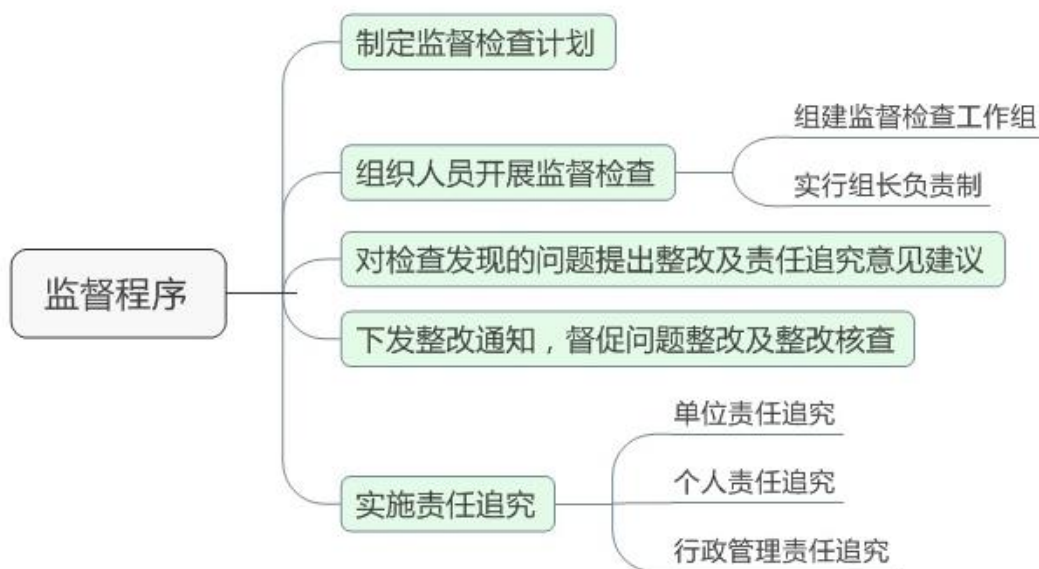 监督程序
制定监督检查计划
组织人员开展监督检查
组建监督检查工作组
实行组长负责制
对检查发现的问题提出整改及责任追究意见建议
下发整改通知，督促问题整改及整改核查
实施责任追究
单位责任追究
个人责任追究
行政管理责任追究